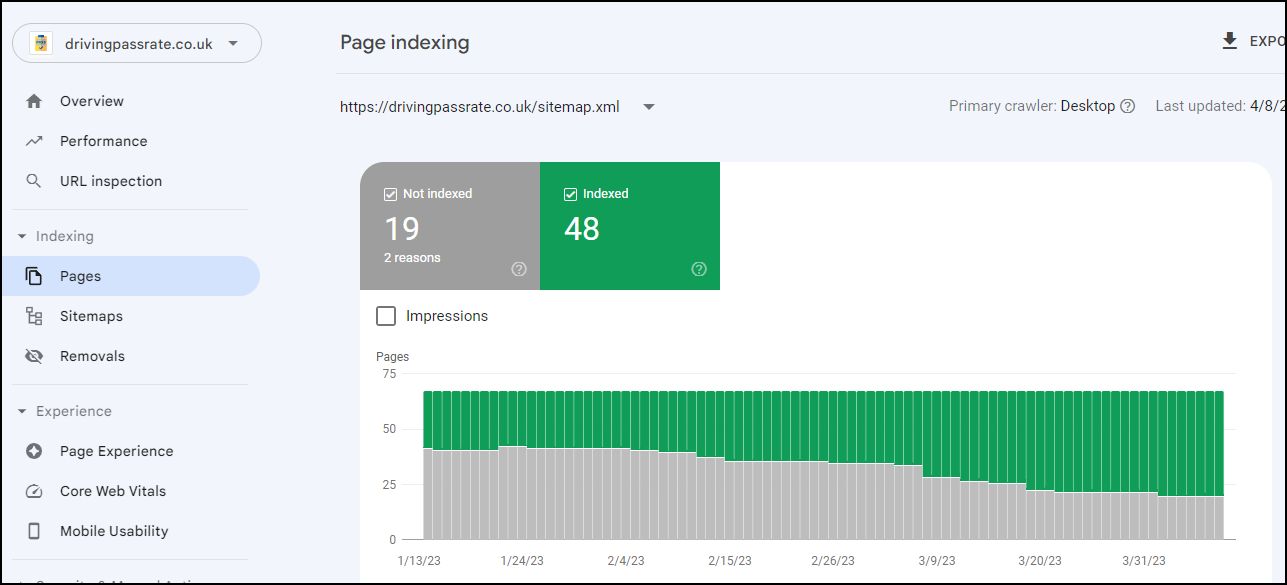 drivingpassrate.co.uk
Page indexing
EXPO
Overview
https://drivingpassrate.co.uk/sitemap.xml
Primary crawler: Desktop
Last updated: 4/8/2
Performance
URL inspection
Not indexed
19
2 reasons
Indexed
48
Indexing
Pages
Sitemaps
Removals
Impressions
Pages
75
50
25
0
1/13/23 1/24/23 2/4/23 2/15/23 2/26/23 3/9/23 3/20/23 3/31/23
Experience
Page Experience
Core Web Vitals
Mobile Usability